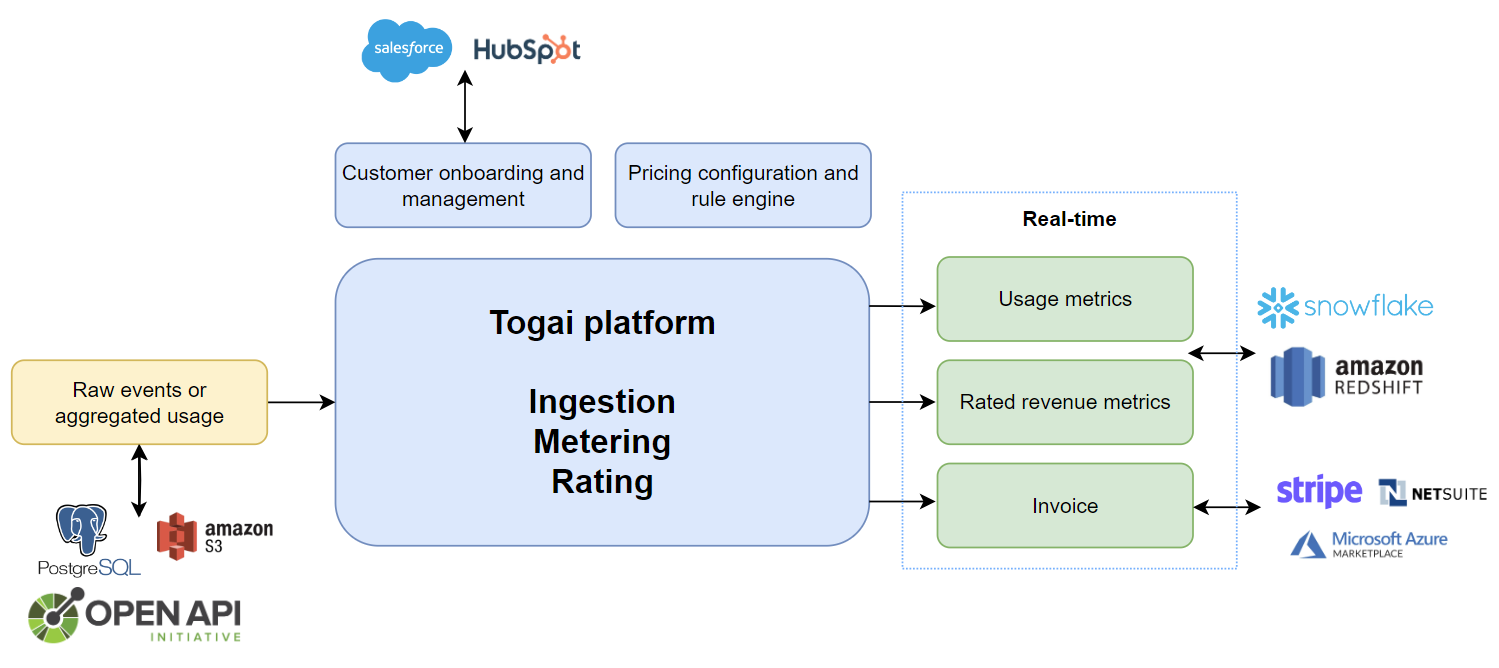 salesforce
HubSpot
Customer onboarding and
management
Pricing configuration and
rule engine
Real-time
Togai platform
Ingestion
Metering
Rating
Raw events or
aggregated usage
Usage metrics
Rated revenue metrics
Invoice
snowflake
amazon
REDSHIFT
stripe
NETSUITE
Microsoft Azure
MARKETPLACE
PostgreSQL
amazon
S3
OPEN API
INITIATIVE